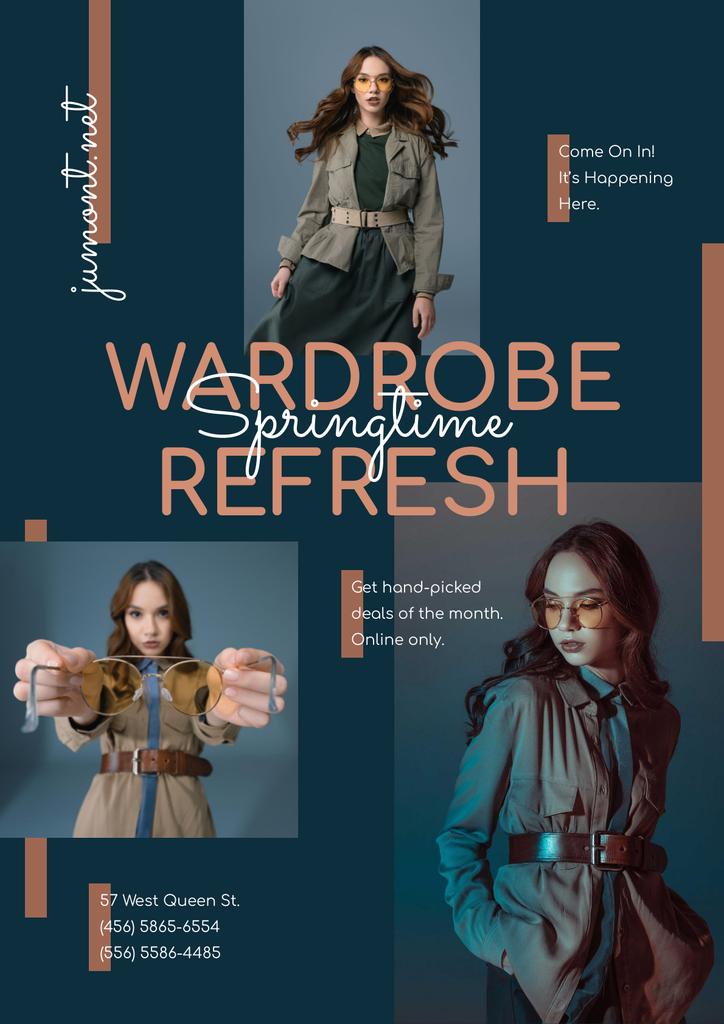 jumont.net
Come On In!
It's Happening
Here.
WARDROBE
Springtime
REFRESH
Get hand-picked
deals of the month.
Online only.
57 West Queen St.
(456) 5865-6554
(556) 5586-4485